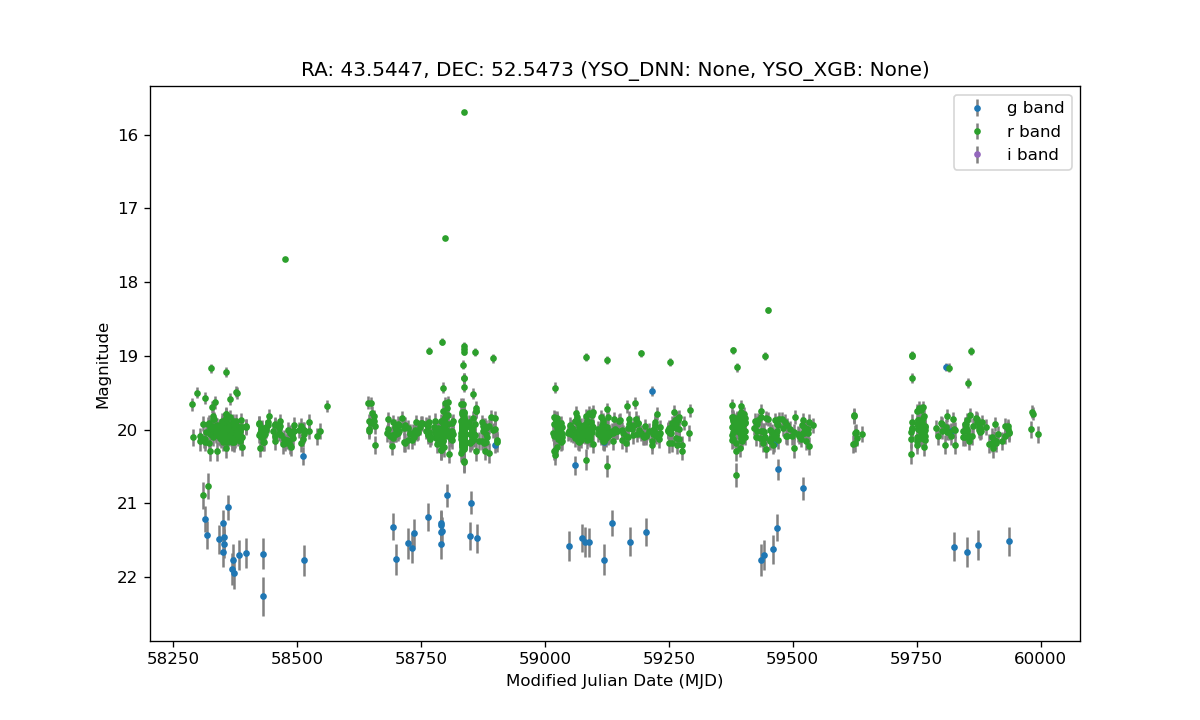 RA: 43.5447, DEC: 52.5473 (YSO_DNN: None, YSO_XGB: None)
g band
r band
i band
16
17
18
19
20
21
22
Magnitude
58250 58500 58750 59000 59250 59500 59750 60000
Modified Julian Date (MJD)